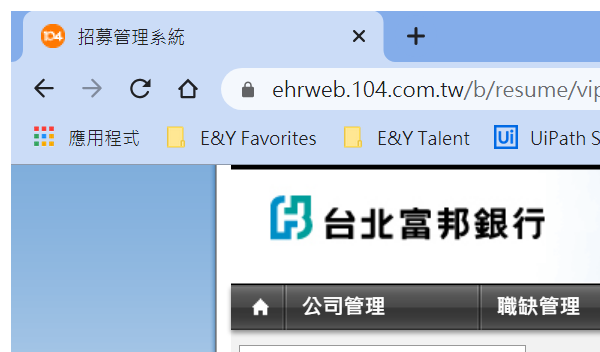 104 招募管理系統
ehrweb.104.com.tw/b/resume/vip
應用程式 E&Y Favorites E&Y Talent Ui UiPath S
台北富邦銀行
公司管理 職缺管理